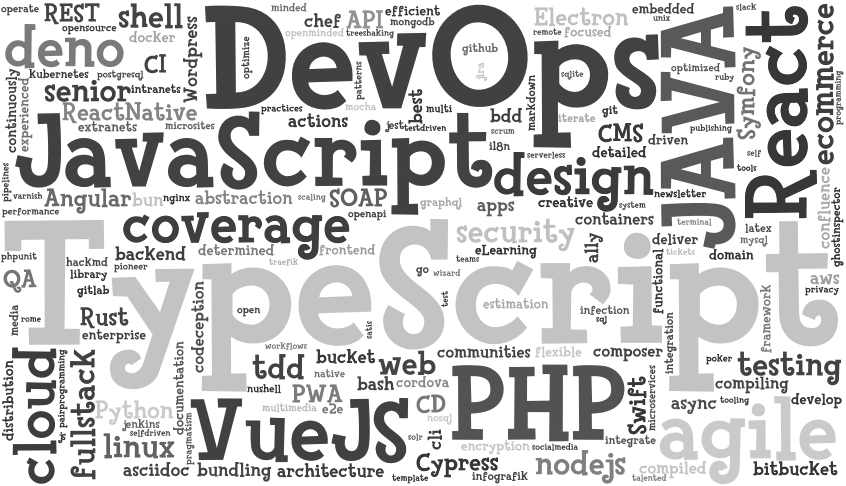 operate
REST
shell
minded
chef
API
efficient
mongodb
Electron
embedded
unix
slack
opensource
docker
openminded
treeshaking
remote
focused
deno
CI
Wordpress
optimize
DevOps
github
jira
sqlite
optimized
ruby
JAVA
Symfony
React
ecommerce
programming
kubernetes
postgresql
senior
intranets
patterns
continuously
experienced
ReactNative
practices
mocha
best
multi
markdown
iterate
git
extranets
microsites
actions
jest
testdriven
bdd
scrum
i18n
CMS
driven
publishing
detailed
serverless
self
tools
JavaScript
design
pipelines
varnish
Angular
bun
nginx
abstraction
scaling
SOAP
graphql
apps
creative
system
newsletter
performance
openapi
containers
terminal
confluence
ghostinspector
coverage
security
latex
mysql
phpunit
hackmd
backend
determined
frontend
eLearning
a11y
deliver
domain
pioneer
traefik
teams
library
go
wizard
functional
tickets
QA
gitlab
aws
privacy
TypeScript
media
rome
Rust
enterprise
codeception
open
satis
test
estimation
infection
sql
integration
framework
workflows
distribution
cloud
pairprogramming
js
fullstack
documentation
tdd
bucket
native
web
communities
flexible
composer
poker
testing
nushell
bash
cordova
compiling
Python
PWA
multimedia
e2e
CD
nosql
PHP
Swift
microservices
async
tooling
develop
jenkins
selfdriven
pragmatism
VueJS
linux
solr
cli
encryption
socialmedia
integrate
agile
asciidoc
bundling
architecture
template
Cypress
infografik
nodejs
compiled
talented
bitbucket